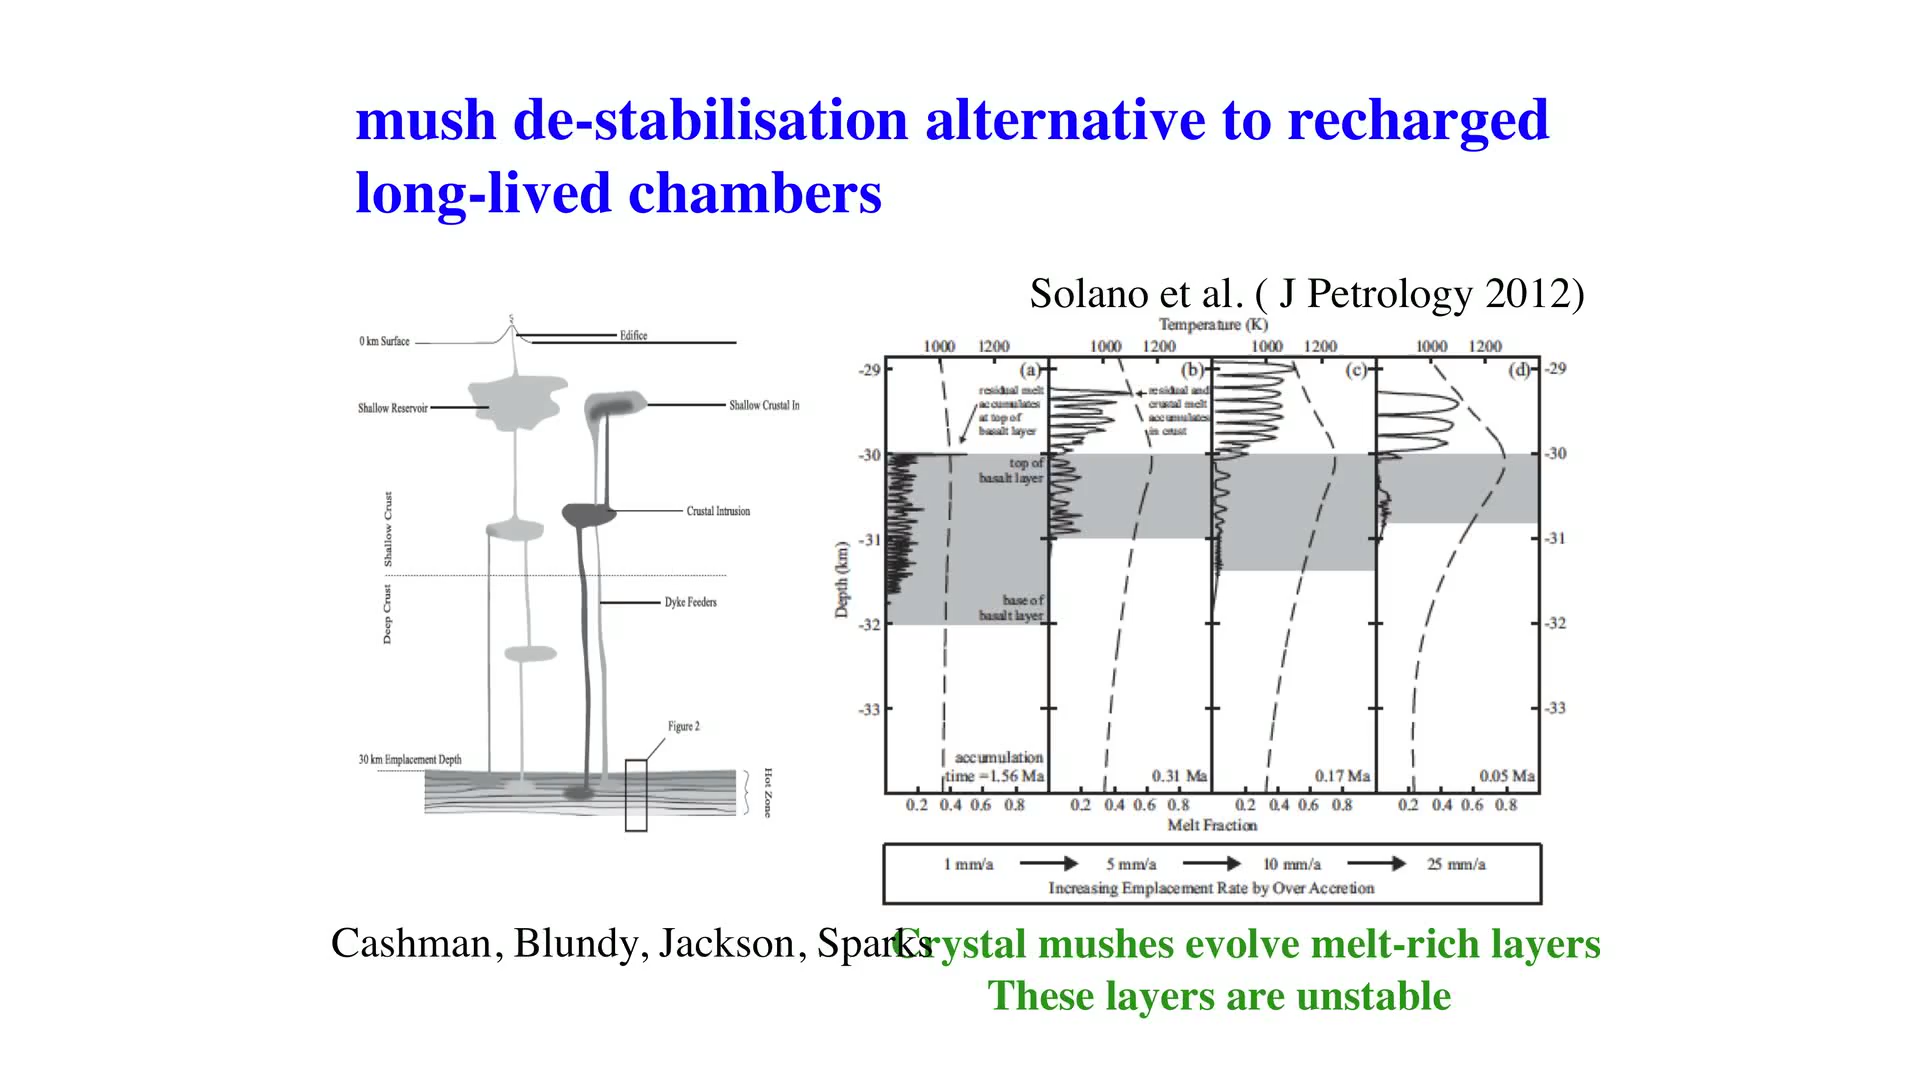 mush de-stabilisation alternative to recharged
long-lived chambers
Solano et al. ( J Petrology 2012)
0 km Surface
Edifice
Shallow Reservoir
Shallow Crustal In
Shallow Crust
Crustal Intrusion
Deep Crust
Dyke Feeders
Figure 2
30 km Emplacement Depth
Hot Zone
Temperature (K)
1000 1200 1000 1200 1000 1200 1000 1200
(a) (b) (c) (d)
residual melt
accumulates
at top of
basalt layer
residual and
crustal melt
accumulates
in crust
top of
basalt layer
base of
basalt layer
Depth (km)
-29 -29
-30 -30
-31 -31
-32 -32
-33 -33
accumulation
time =1.56 Ma 0.31 Ma 0.17 Ma 0.05 Ma
0.2 0.4 0.6 0.8 0.2 0.4 0.6 0.8 0.2 0.4 0.6 0.8 0.2 0.4 0.6 0.8
Melt Fraction
1 mm/a 5 mm/a 10 mm/a 25 mm/a
Increasing Emplacement Rate by Over Accretion
Cashman, Blundy, Jackson, Sparks
Crystal mushes evolve melt-rich layers
These layers are unstable